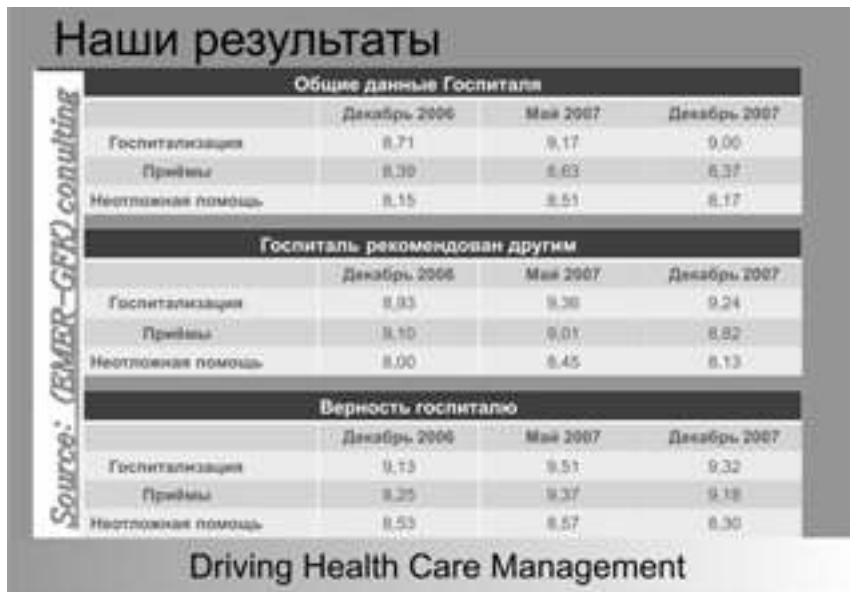 Наши результаты
Source: (EMER-GFK) conulting
Общие данные Госпиталя
Декабрь 2006 Май 2007 Декабрь 2007
Госпитализация 8,71 9,17 9,00
Приёмы 8,39 8,63 8,37
Неотложная помощь 8,15 8,51 8,17
Госпиталь рекомендован другим
Декабрь 2006 Май 2007 Декабрь 2007
Госпитализация 8,93 9,24
Приёмы 9,10 9,01 8,82
Неотложная помощь 8,00 8,45 8,13
Верность госпиталю
Декабрь 2006 Май 2007 Декабрь 2007
Госпитализация 9,13 9,51 9,32
Приёмы 9,25 9,37 9,18
Неотложная помощь 8,53 8,57 8,30
Driving Health Care Management